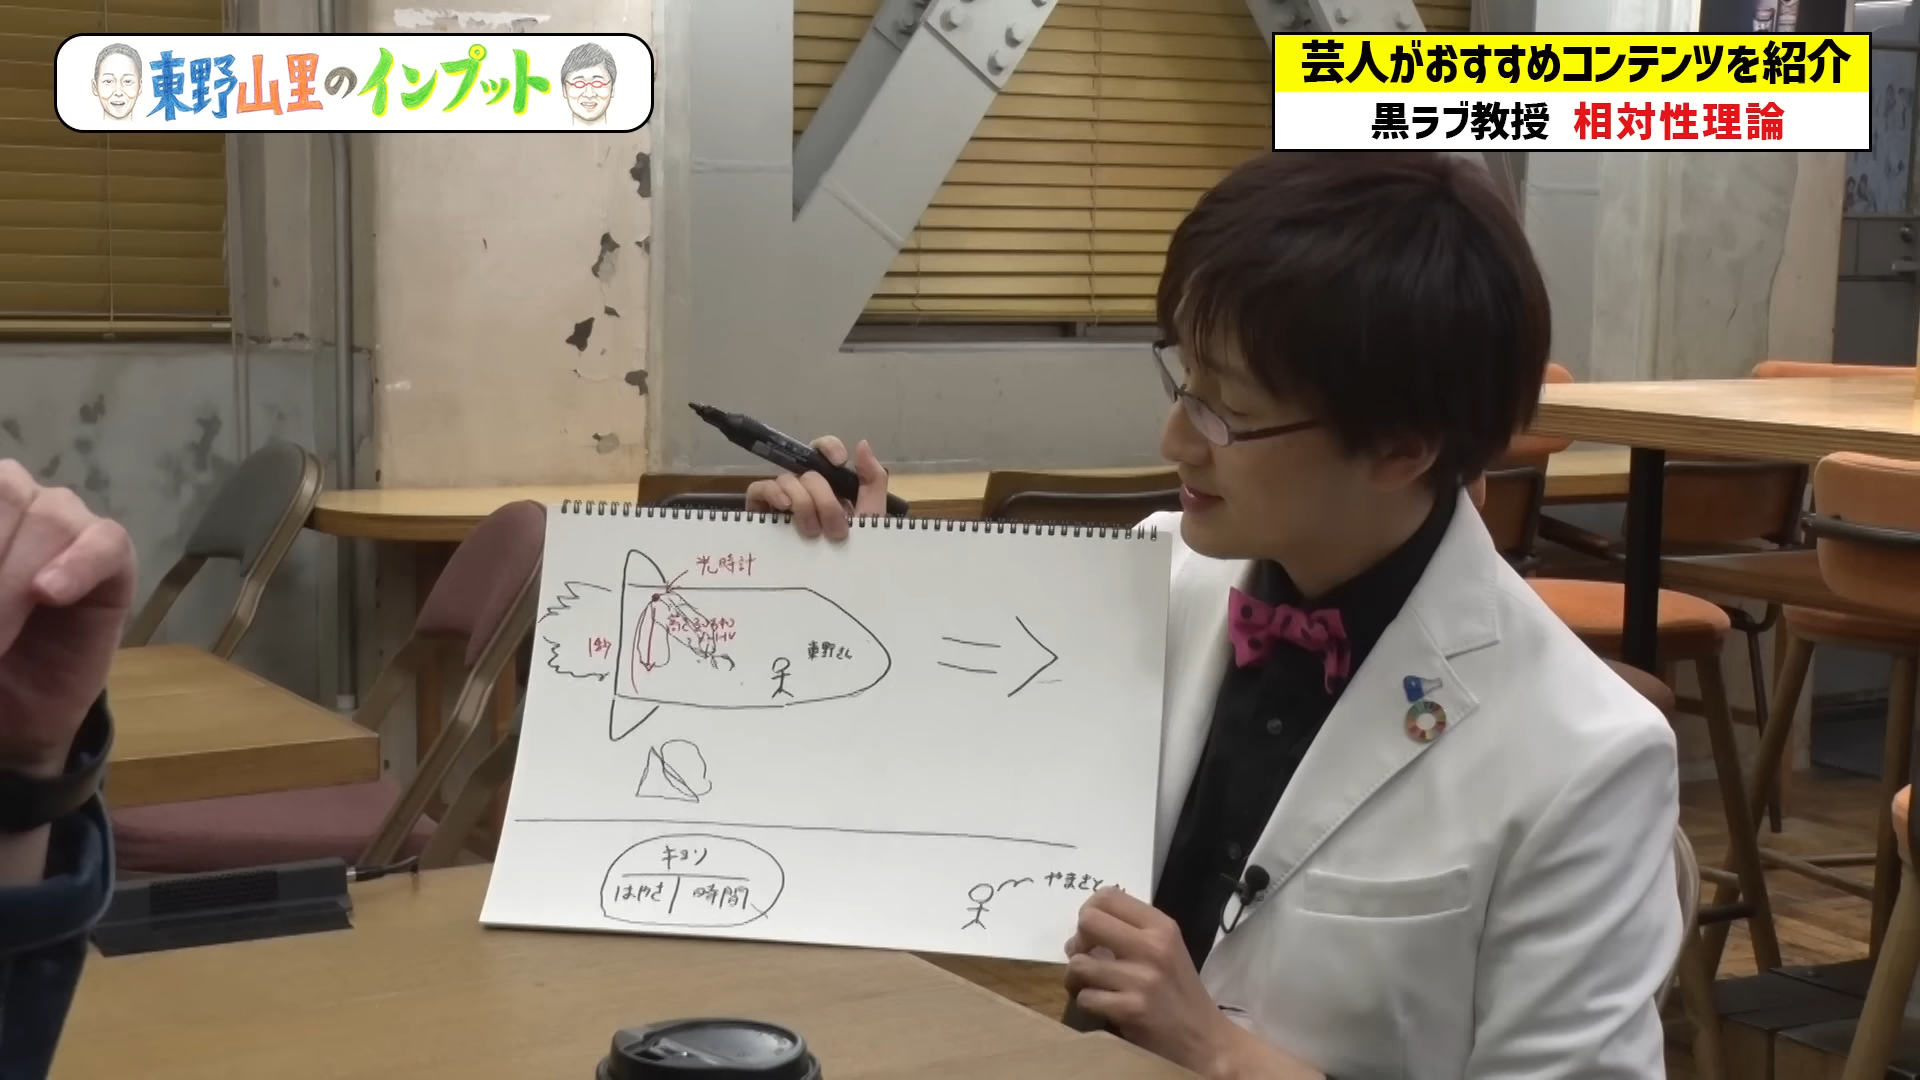 東野山里のインプット
芸人がおすすめコンテンツを紹介
黒ラブ教授 相対性理論
光時計
1秒
東野さん
キョリ
はやさ 時間
やまさと